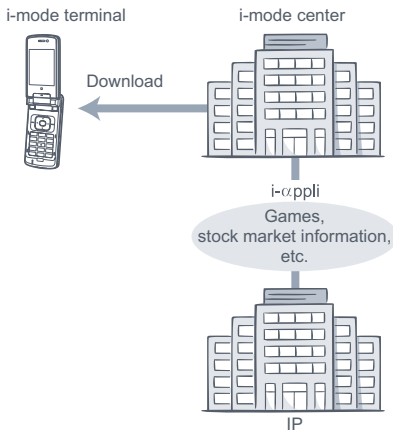 i-mode terminal
i-mode center
Download
i-αppli
Games,
stock market information,
etc.
IP